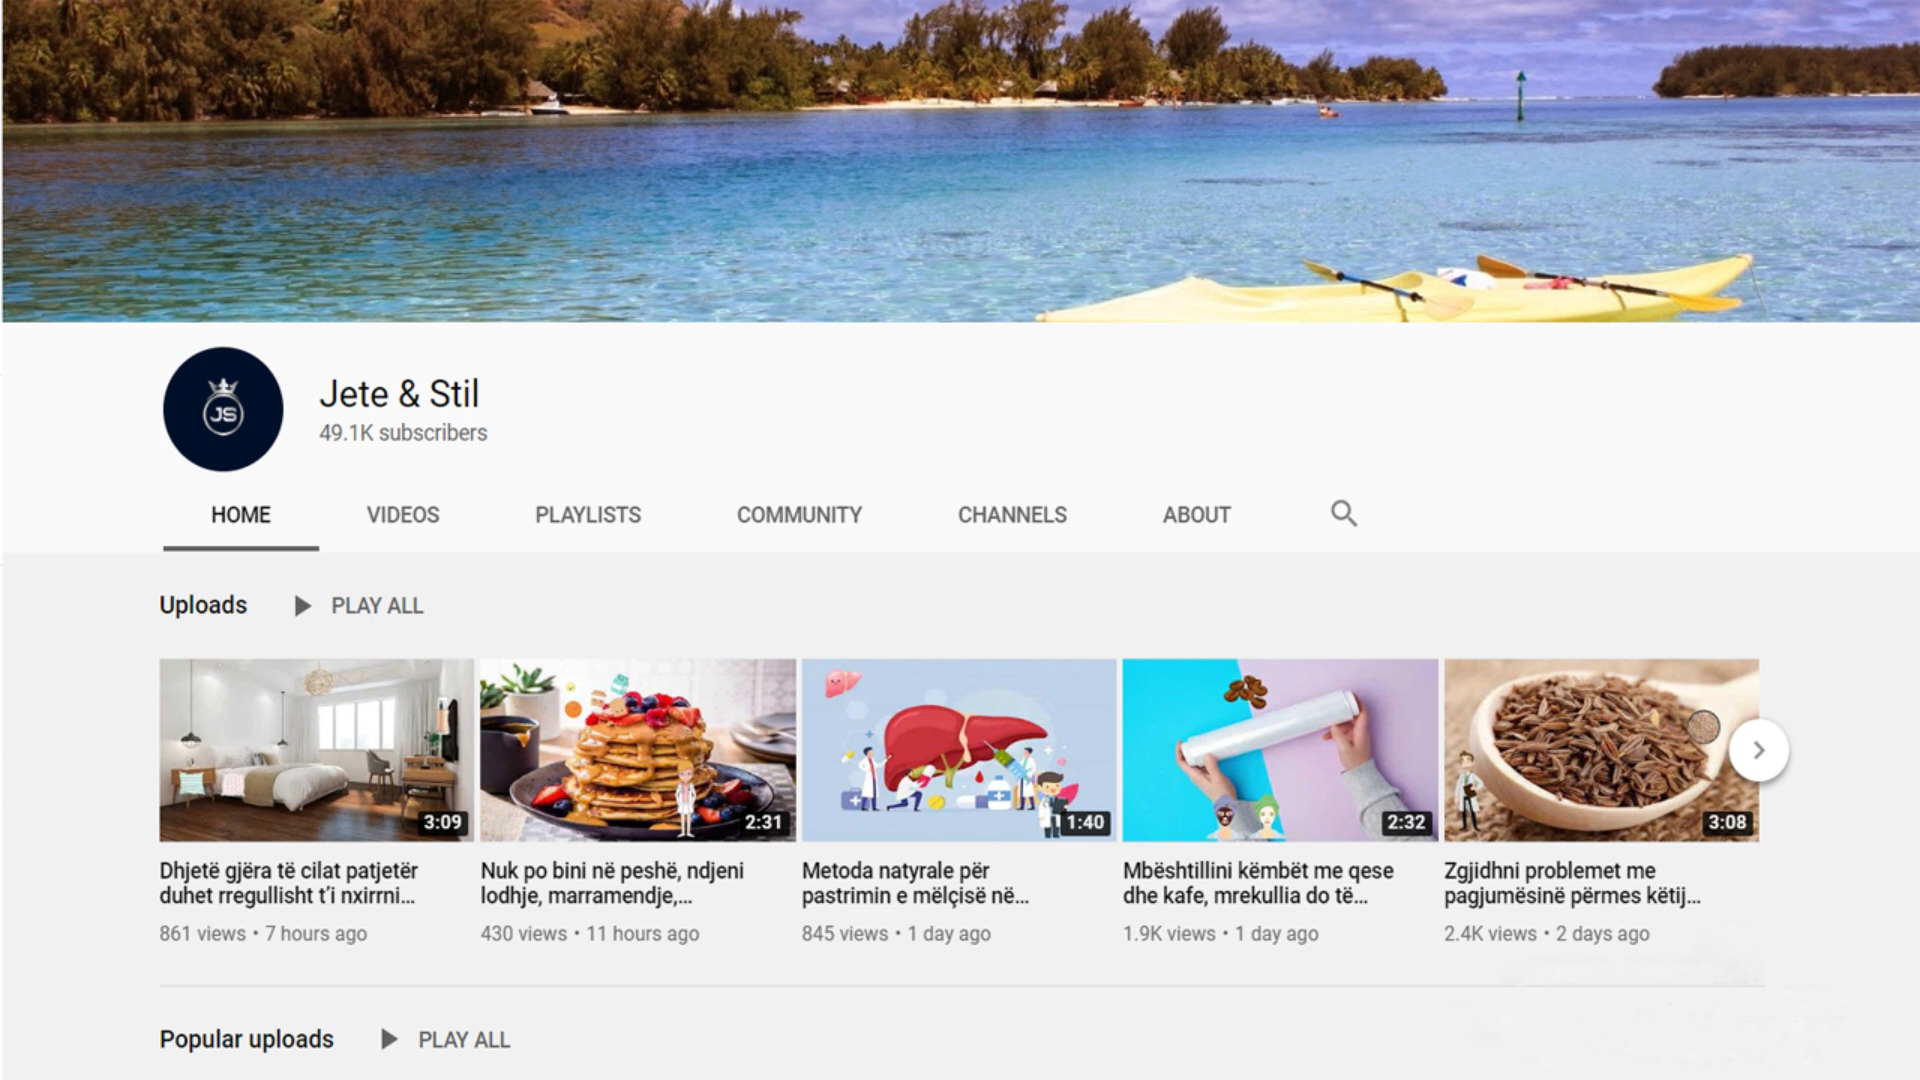 JS
Jete & Stil
49.1K subscribers
HOME VIDEOS PLAYLISTS COMMUNITY CHANNELS ABOUT
Uploads PLAY ALL
3:09 2:31 1:40 2:32 3:08
Dhjetë gjëra të cilat patjetër
duhet rregullisht t'i nxirrni...
861 views • 7 hours ago
Nuk po bini në peshë, ndjeni
lodhje, marramendje,...
430 views • 11 hours ago
Metoda natyrale për
pastrimin e mëlçisë në...
845 views • 1 day ago
Mbështillini këmbët me qese
dhe kafe, mrekullia do të...
1.9K views • 1 day ago
Zgjidhni problemet me
pagjumësinë përmes këtij...
2.4K views • 2 days ago
Popular uploads PLAY ALL